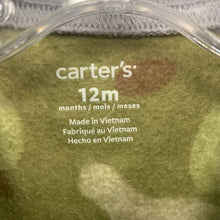 carter's
12m
months / mois / meses
Made in Vietnam
Fabriqué au Vietnam
Hecho en Vietnam